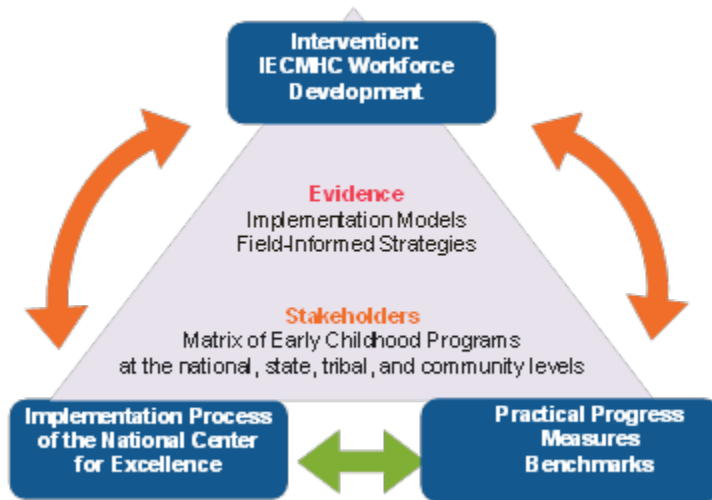 Intervention:
IECMHC Workforce
Development
Evidence
Implementation Models
Field-Informed Strategies
Stakeholders
Matrix of Early Childhood Programs
at the national, state, tribal, and community levels
Implementation Process
of the National Center
for Excellence
Practical Progress
Measures
Benchmarks